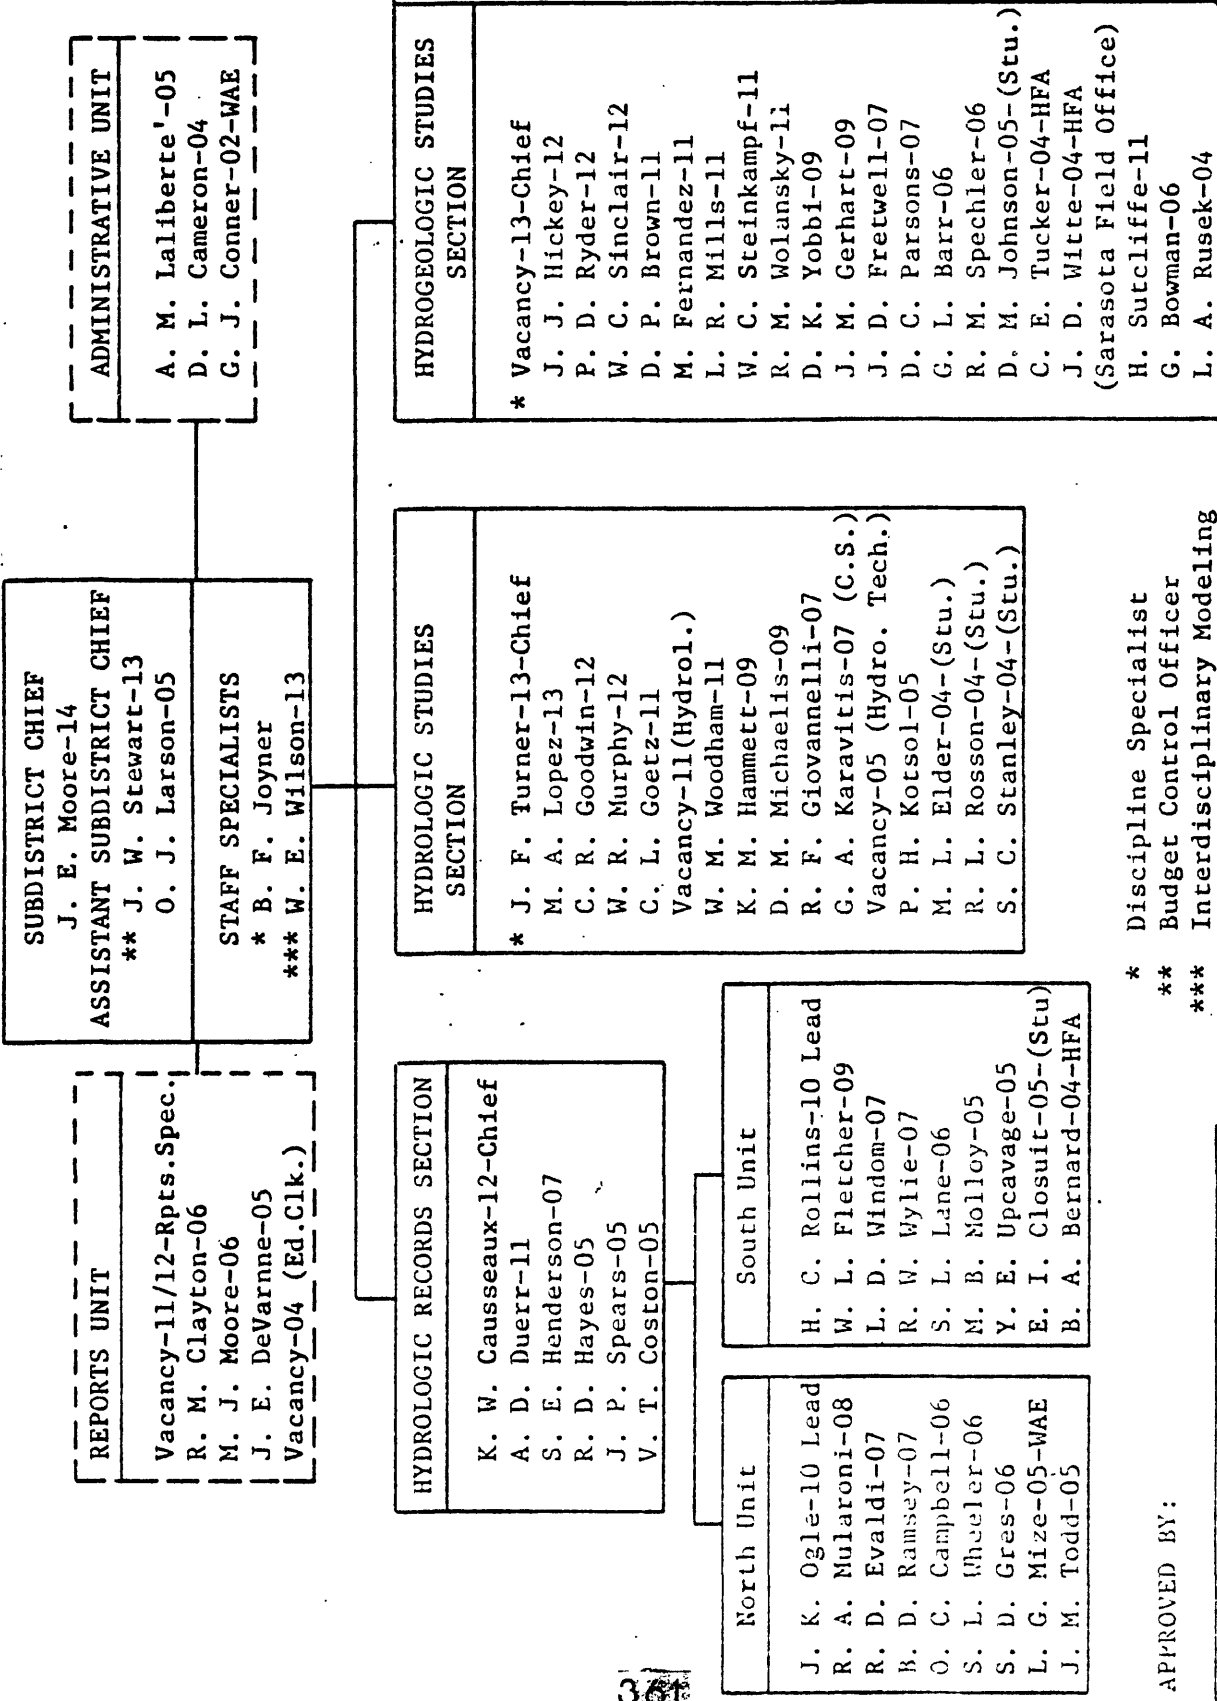 SUBDISTRICT CHIEF
J. E. Moore-14
ASSISTANT SUBDISTRICT CHIEF
** J. W. Stewart-13
O. J. Larson-05
STAFF SPECIALISTS
* B. F. Joyner
*** W. E. Wilson-13
REPORTS UNIT
Vacancy-11/12-Rpts.Spec.
R. M. Clayton-06
M. J. Moore-06
J. E. DeVarnne-05
Vacancy-04 (Ed.Clk.)
ADMINISTRATIVE UNIT
A. M. Laliberte'-05
D. L. Cameron-04
G. J. Conner-02-WAE
HYDROLOGIC RECORDS SECTION
K. W. Causseaux-12-Chief
A. D. Duerr-11
S. E. Henderson-07
R. D. Hayes-05
J. P. Spears-05
V. T. Coston-05
North Unit
J. K. Ogle-10 Lead
R. A. Mularoni-08
R. D. Evaldi-07
B. D. Ramsey-07
O. C. Campbell-06
S. L. Wheeler-06
S. D. Gres-06
L. G. Mize-05-WAE
J. M. Todd-05
South Unit
H. C. Rollins-10 Lead
W. L. Fletcher-09
L. D. Windom-07
R. W. Wylie-07
S. L. Lane-06
M. B. Molloy-05
Y. E. Upcavage-05
E. I. Closuit-05-(Stu)
B. A. Bernard-04-HFA
HYDROLOGIC STUDIES
SECTION
* J. F. Turner-13-Chief
M. A. Lopez-13
C. R. Goodwin-12
W. R. Murphy-12
C. L. Goetz-11
Vacancy-11(Hydrol.)
W. M. Woodham-11
K. M. Hammett-09
D. M. Michaelis-09
R. F. Giovannelli-07
G. A. Karavitis-07 (C.S.)
Vacancy-05 (Hydro. Tech.)
P. H. Kotsol-05
M. L. Elder-04-(Stu.)
R. L. Rosson-04-(Stu.)
S. C. Stanley-04-(Stu.)
HYDROGEOLOGIC STUDIES
SECTION
* Vacancy-13-Chief
J. J. Hickey-12
P. D. Ryder-12
W. C. Sinclair-12
D. P. Brown-11
M. Fernandez-11
L. R. Mills-11
W. C. Steinkampf-11
R. M. Wolansky-11
D. K. Yobbi-09
J. M. Gerhart-09
J. D. Fretwell-07
D. C. Parsons-07
G. L. Barr-06
R. M. Spechler-06
D. M. Johnson-05-(Stu.)
C. E. Tucker-04-HFA
J. D. Witte-04-HFA
(Sarasota Field Office)
H. Sutcliffe-11
G. Bowman-06
L. A. Rusek-04
* Discipline Specialist
** Budget Control Officer
*** Interdisciplinary Modeling
APPROVED BY: